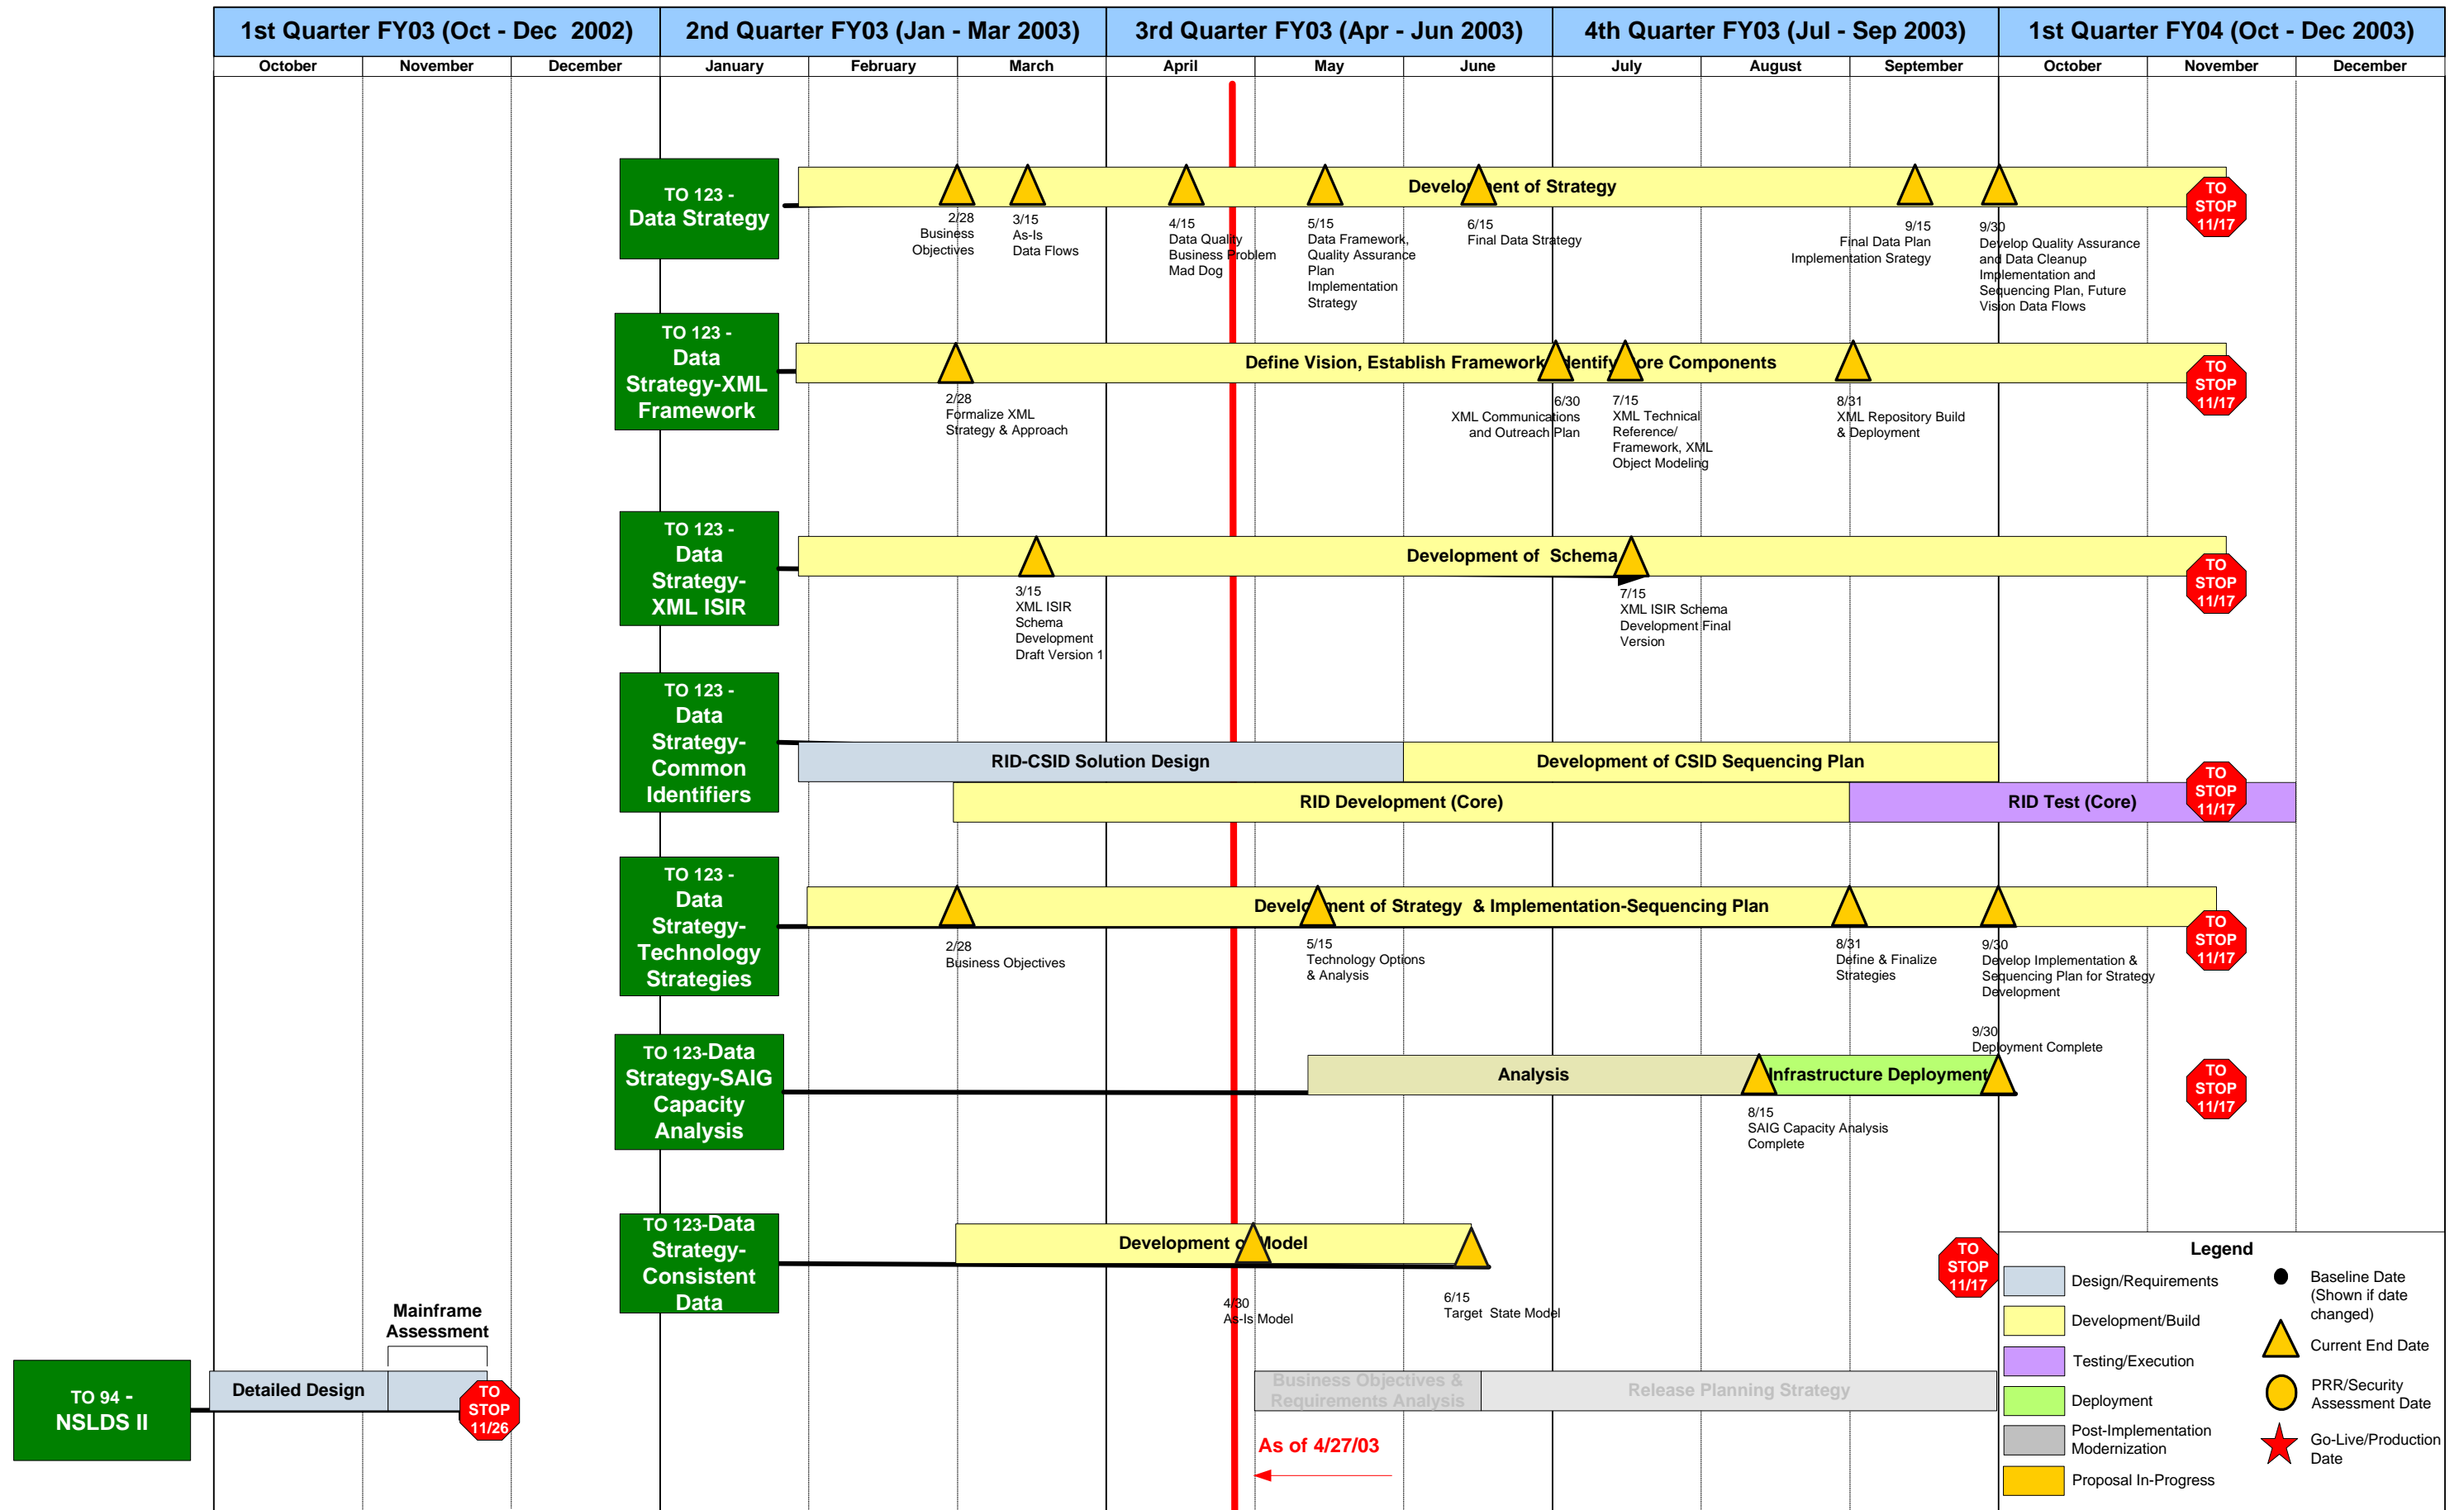 1st Quarter FY03 (Oct - Dec  2002)
2nd Quarter FY03 (Jan - Mar 2003)
3rd Quarter FY03 (Apr - Jun 2003)
4th Quarter FY03 (Jul - Sep 2003)
1st Quarter FY04 (Oct - Dec 2003)
October
November
December
January
February
March
April
May
June
July
August
September
October
November
December
TO 123 -
Data Strategy
Development of Strategy
2/28
Business
Objectives
3/15
As-Is
Data Flows
4/15
Data Quality
Business Problem
Mad Dog
5/15
Data Framework,
Quality Assurance
Plan
Implementation
Strategy
6/15
Final Data Strategy
9/15
Final Data Plan
Implementation Srategy
9/30
Develop Quality Assurance
and Data Cleanup
Implementation and
Sequencing Plan, Future
Vision Data Flows
TO
STOP
11/17
TO 123 -
Data
Strategy-XML
Framework
Define Vision, Establish Framework, Identify Core Components
2/28
Formalize XML
Strategy & Approach
6/30
XML Communications
and Outreach Plan
7/15
XML Technical
Reference/
Framework, XML
Object Modeling
8/31
XML Repository Build
& Deployment
TO
STOP
11/17
TO 123 -
Data
Strategy-
XML ISIR
Development of  Schema
3/15
XML ISIR
Schema
Development
Draft Version 1
7/15
XML ISIR Schema
Development Final
Version
TO
STOP
11/17
TO 123 -
Data
Strategy-
Common
Identifiers
RID-CSID Solution Design
Development of CSID Sequencing Plan
RID Development (Core)
RID Test (Core)
TO
STOP
11/17
TO 123 -
Data
Strategy-
Technology
Strategies
Development of Strategy  & Implementation-Sequencing Plan
2/28
Business Objectives
5/15
Technology Options
& Analysis
8/31
Define & Finalize
Strategies
9/30
Develop Implementation &
Sequencing Plan for Strategy
Development
TO
STOP
11/17
TO 123-Data
Strategy-SAIG
Capacity
Analysis
Analysis
Infrastructure Deployment
8/15
SAIG Capacity Analysis
Complete
9/30
Deployment Complete
TO
STOP
11/17
TO 123-Data
Strategy-
Consistent
Data
Development of Model
4/30
As-Is Model
6/15
Target  State Model
TO
STOP
11/17
Mainframe
Assessment
TO 94 -
NSLDS II
Detailed Design
TO
STOP
11/26
Business Objectives &
Requirements Analysis
Release Planning Strategy
As of 4/27/03
Legend
Design/Requirements
Development/Build
Testing/Execution
Deployment
Post-Implementation
Modernization
Proposal In-Progress
Baseline Date
(Shown if date
changed)
Current End Date
PRR/Security
Assessment Date
Go-Live/Production
Date